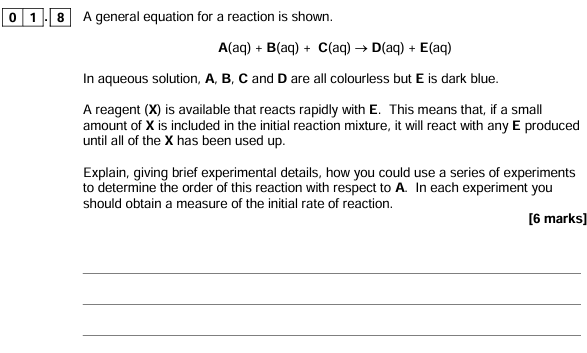 0 1 . 8 A general equation for a reaction is shown.
A(aq) + B(aq) + C(aq) → D(aq) + E(aq)
In aqueous solution, A, B, C and D are all colourless but E is dark blue.
A reagent (X) is available that reacts rapidly with E. This means that, if a small
amount of X is included in the initial reaction mixture, it will react with any E produced
until all of the X has been used up.
Explain, giving brief experimental details, how you could use a series of experiments
to determine the order of this reaction with respect to A. In each experiment you
should obtain a measure of the initial rate of reaction.
[6 marks]